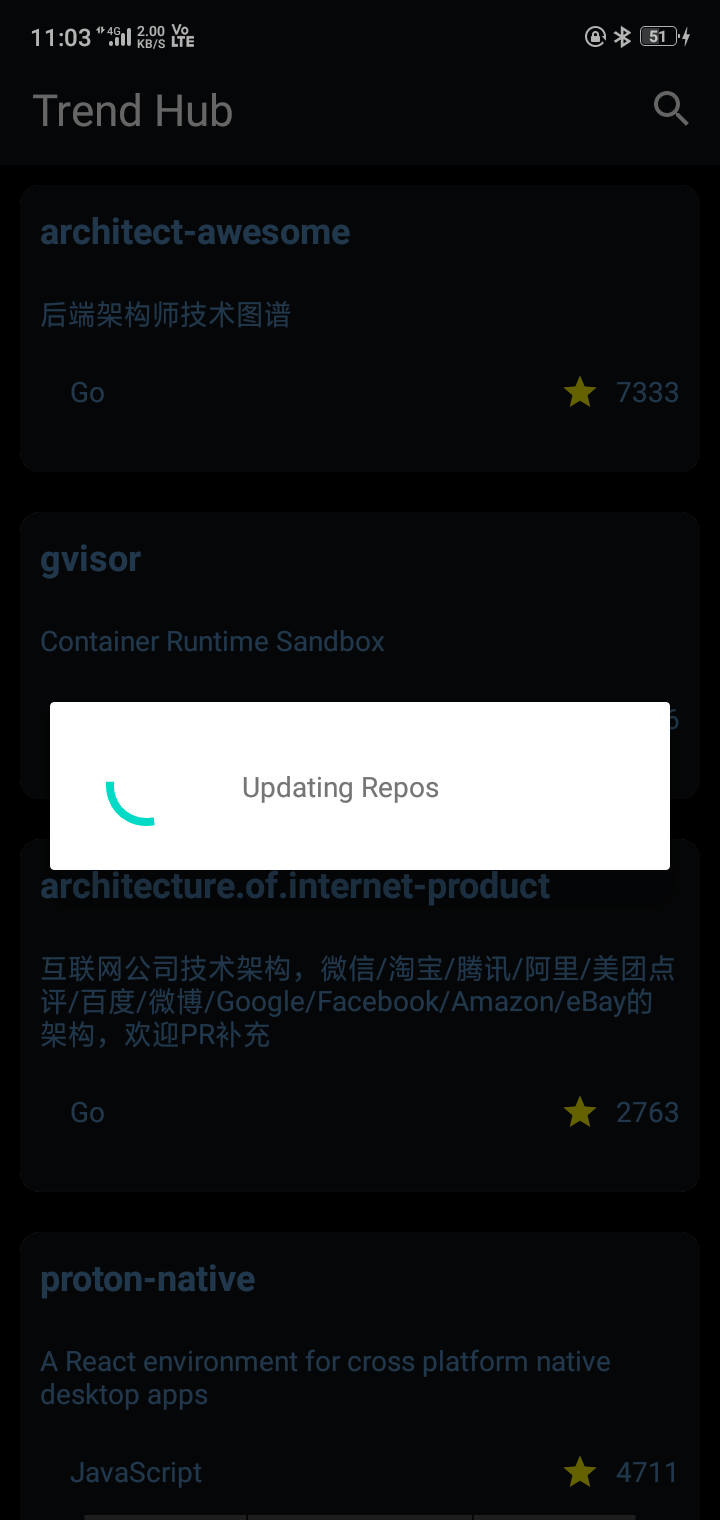 11:03 4G 2.00 KB/S Vo LTE 51
Trend Hub
architect-awesome
后端架构师技术图谱
Go 7333
gvisor
Container Runtime Sandbox
6
Updating Repos
architecture.of.internet-product
互联网公司技术架构，微信/淘宝/腾讯/阿里/美团点
评/百度/微博/Google/Facebook/Amazon/eBay的
架构，欢迎PR补充
Go 2763
proton-native
A React environment for cross platform native
desktop apps
JavaScript 4711